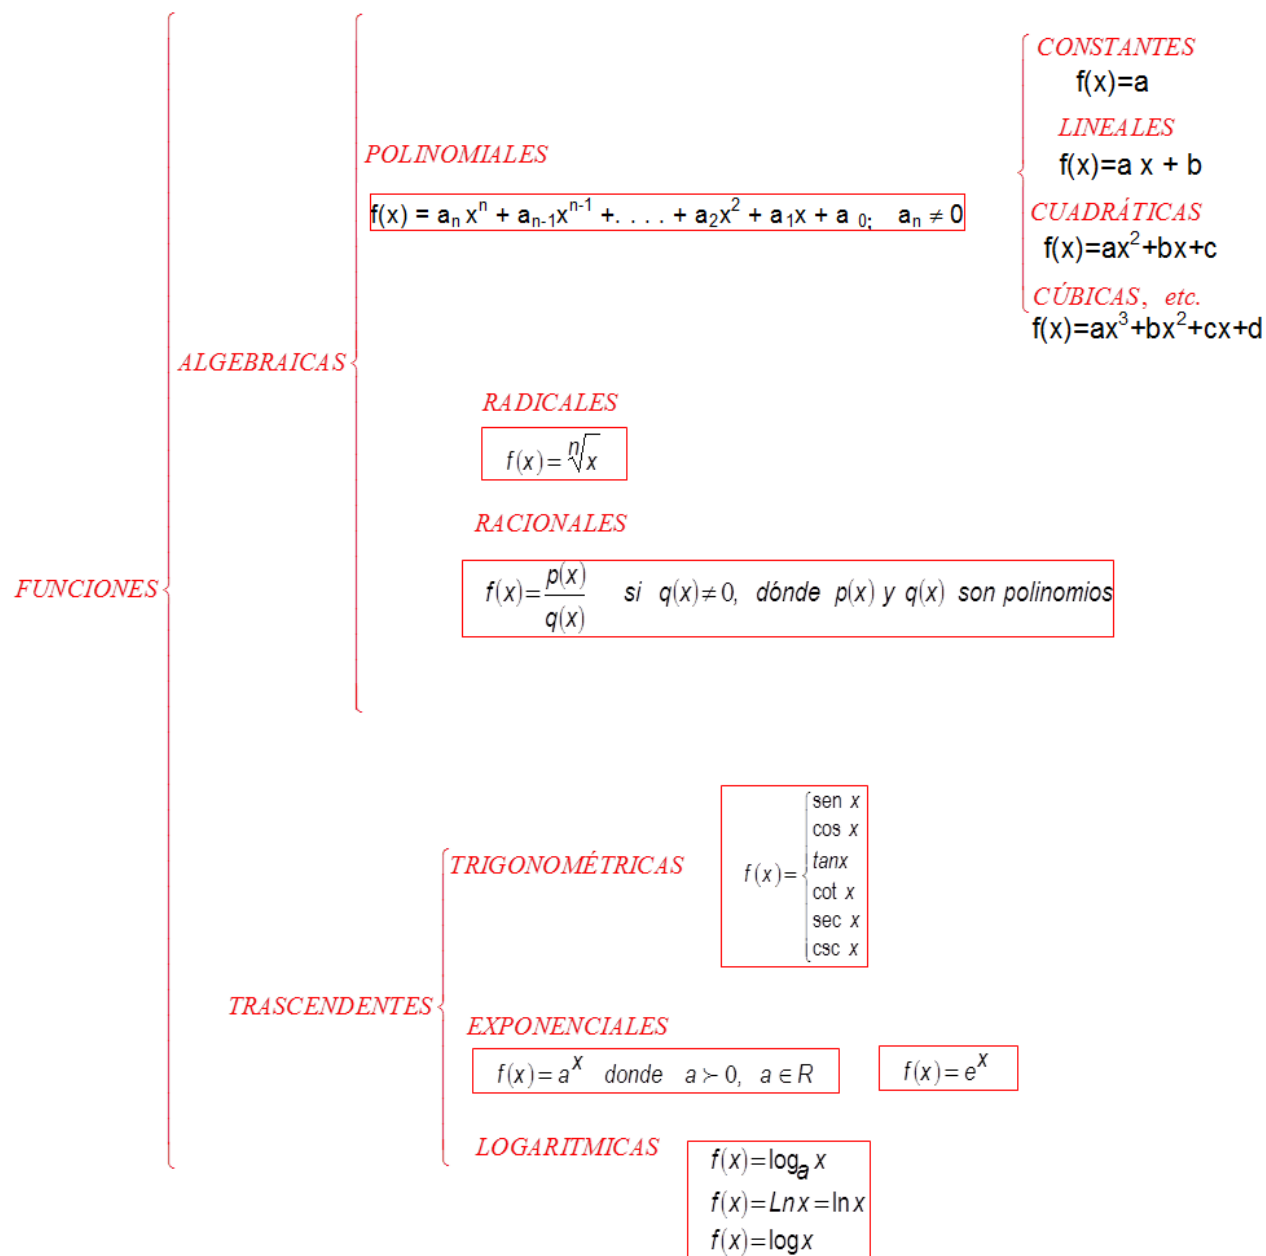 CONSTANTES
f(x)=a
LINEALES
f(x)=a x + b
POLINOMIALES
f(x) = aₙ xⁿ + aₙ₋₁xⁿ⁻¹ +. . . . + a₂x² + a₁x + a ₀; aₙ ≠ 0
CUADRÁTICAS
f(x)=ax²+bx+c
CÚBICAS, etc.
f(x)=ax³+bx²+cx+d
ALGEBRAICAS
RADICALES
f(x)=ⁿ√x
RACIONALES
FUNCIONES
f(x)=p(x)/q(x) si q(x)≠0, dónde p(x) y q(x) son polinomios
TRIGONOMÉTRICAS
f(x)=
sen x
cos x
tanx
cot x
sec x
csc x
TRASCENDENTES
EXPONENCIALES
f(x)=aˣ donde a≻0, a∈R
f(x)=eˣ
LOGARITMICAS
f(x)=logₐ x
f(x)=Lnx=lnx
f(x)=logx